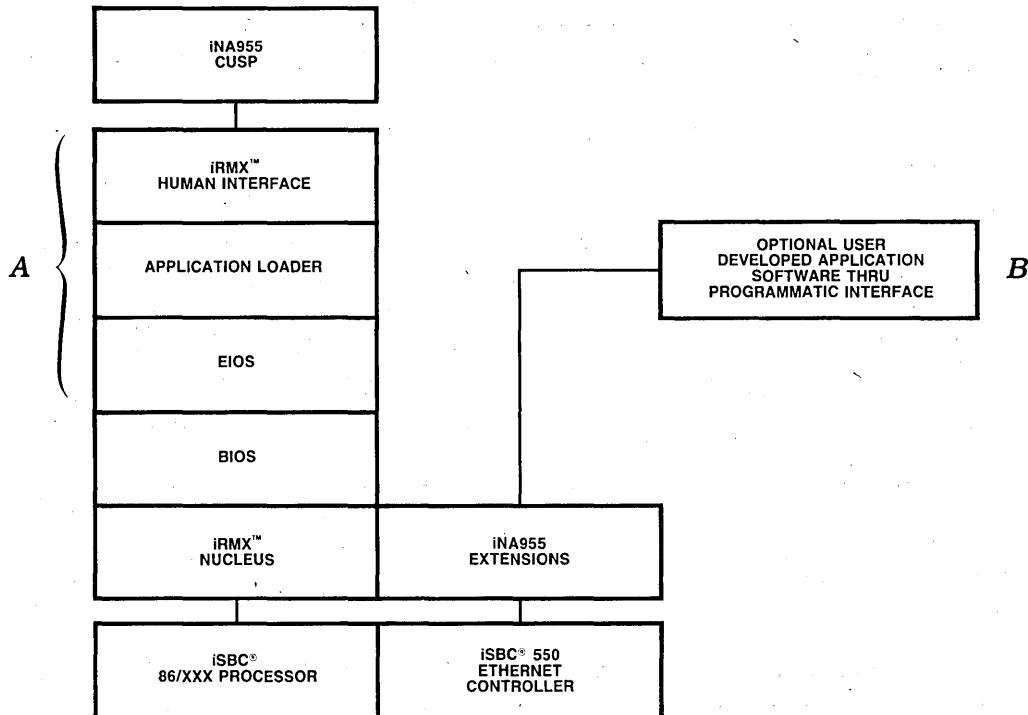 iNA955
CUSP
iRMX™
HUMAN INTERFACE
A
APPLICATION LOADER
OPTIONAL USER
DEVELOPED APPLICATION
SOFTWARE THRU
PROGRAMMATIC INTERFACE
B
EIOS
BIOS
iRMX™
NUCLEUS
iNA955
EXTENSIONS
iSBC®
86/XXX PROCESSOR
iSBC® 550
ETHERNET
CONTROLLER